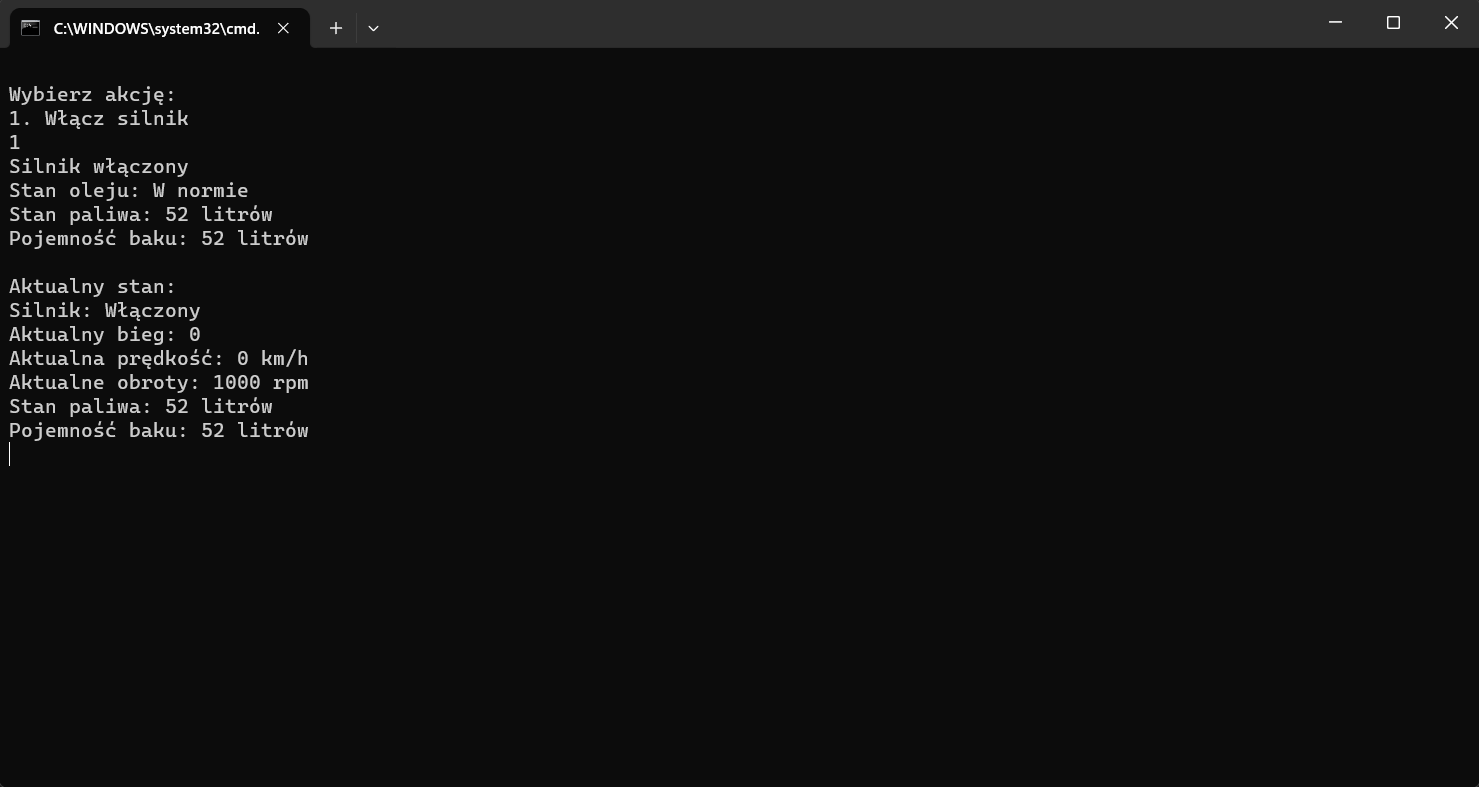 C:\WINDOWS\system32\cmd.
Wybierz akcję:
1. Włącz silnik
1
Silnik włączony
Stan oleju: W normie
Stan paliwa: 52 litrów
Pojemność baku: 52 litrów
Aktualny stan:
Silnik: Włączony
Aktualny bieg: 0
Aktualna prędkość: 0 km/h
Aktualne obroty: 1000 rpm
Stan paliwa: 52 litrów
Pojemność baku: 52 litrów